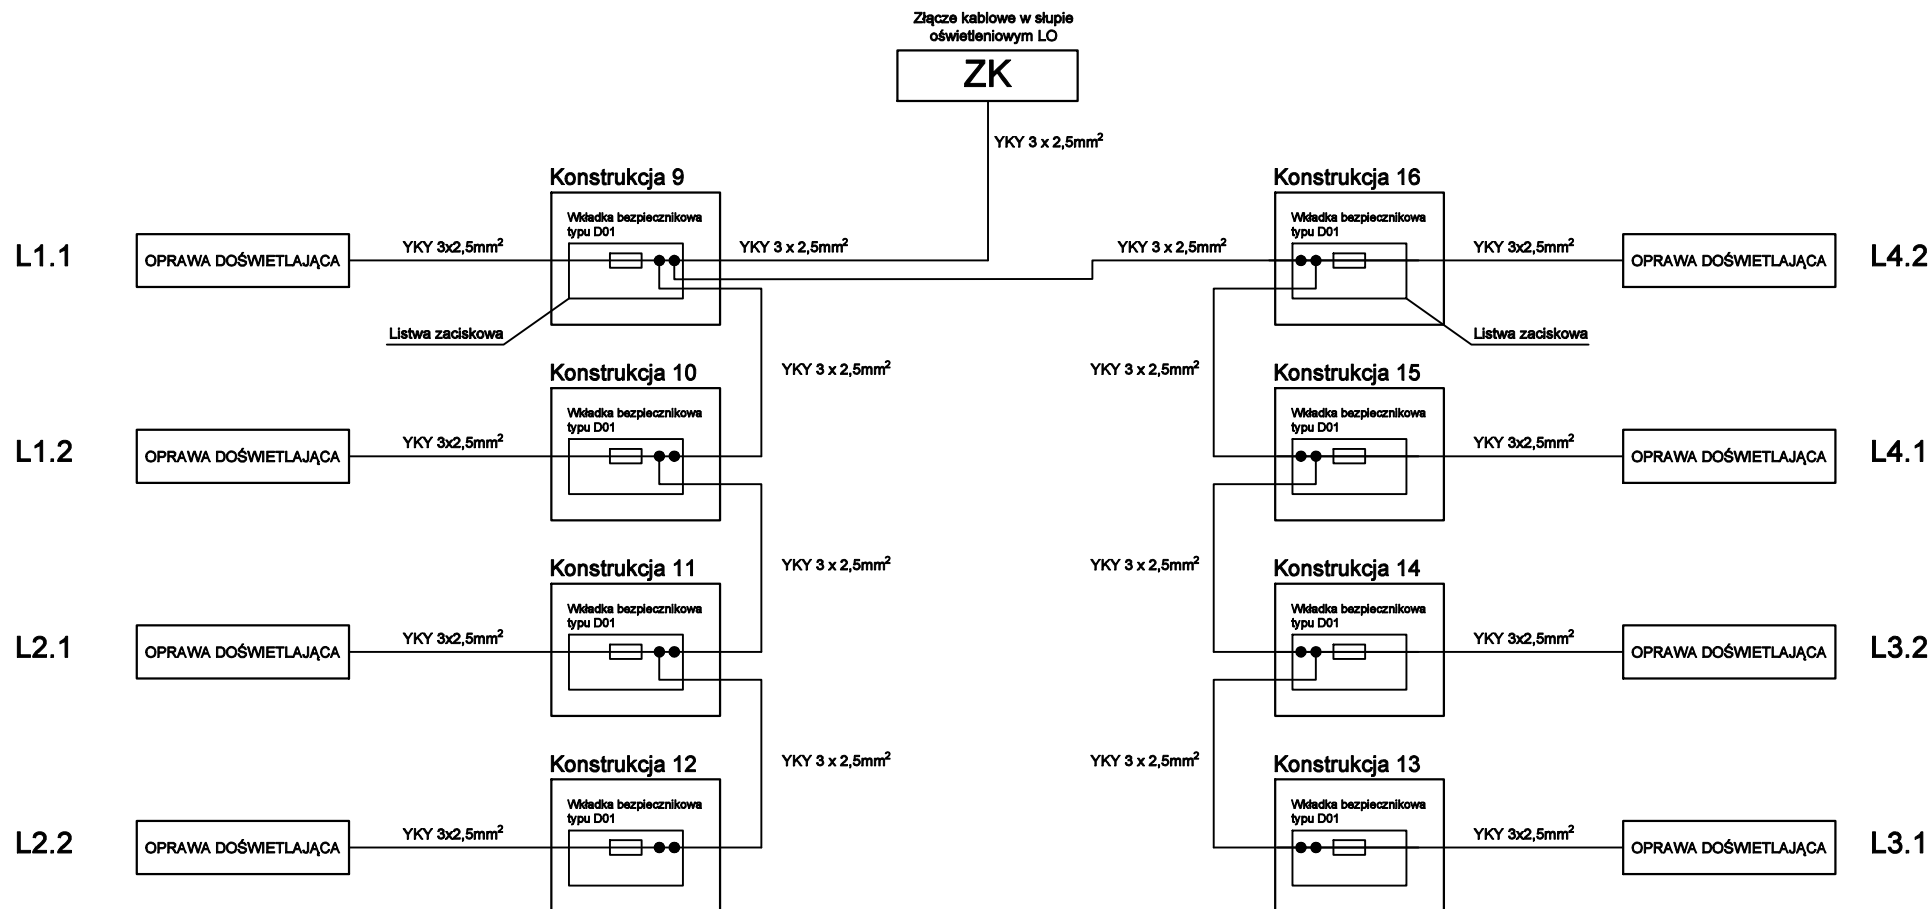 Złącze kablowe w słupie
oświetleniowym LO
ZK
YKY 3 x 2,5mm²
Konstrukcja 9
Konstrukcja 16
Wkładka bezpiecznikowa
typu D01
Wkładka bezpiecznikowa
typu D01
L1.1
OPRAWA DOŚWIETLAJĄCA
YKY 3x2,5mm²
YKY 3 x 2,5mm²
YKY 3 x 2,5mm²
YKY 3x2,5mm²
OPRAWA DOŚWIETLAJĄCA
L4.2
Listwa zaciskowa
Listwa zaciskowa
YKY 3 x 2,5mm²
YKY 3 x 2,5mm²
Konstrukcja 10
Konstrukcja 15
Wkładka bezpiecznikowa
typu D01
Wkładka bezpiecznikowa
typu D01
L1.2
OPRAWA DOŚWIETLAJĄCA
YKY 3x2,5mm²
YKY 3x2,5mm²
OPRAWA DOŚWIETLAJĄCA
L4.1
YKY 3 x 2,5mm²
YKY 3 x 2,5mm²
Konstrukcja 11
Konstrukcja 14
Wkładka bezpiecznikowa
typu D01
Wkładka bezpiecznikowa
typu D01
L2.1
OPRAWA DOŚWIETLAJĄCA
YKY 3x2,5mm²
YKY 3x2,5mm²
OPRAWA DOŚWIETLAJĄCA
L3.2
YKY 3 x 2,5mm²
YKY 3 x 2,5mm²
Konstrukcja 12
Konstrukcja 13
Wkładka bezpiecznikowa
typu D01
Wkładka bezpiecznikowa
typu D01
L2.2
OPRAWA DOŚWIETLAJĄCA
YKY 3x2,5mm²
YKY 3x2,5mm²
OPRAWA DOŚWIETLAJĄCA
L3.1